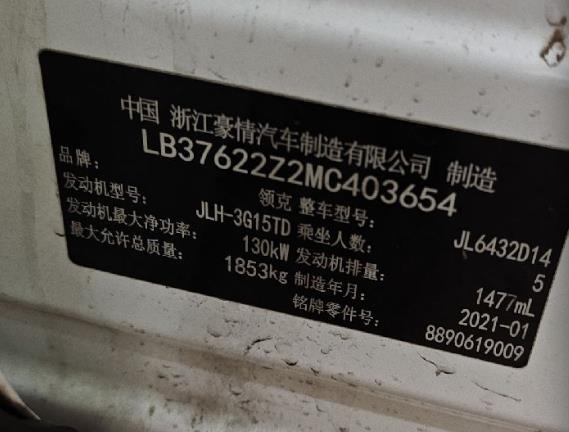 中国 浙江豪情汽车制造有限公司 制造
LB37622Z2MC403654
品牌: 领克 整车型号: JL6432D14
发动机型号: JLH-3G15TD 乘坐人数: 5
发动机最大净功率: 130kW 发动机排量: 1477mL
最大允许总质量: 1853kg 制造年月: 2021-01
铭牌零件号: 8890619009